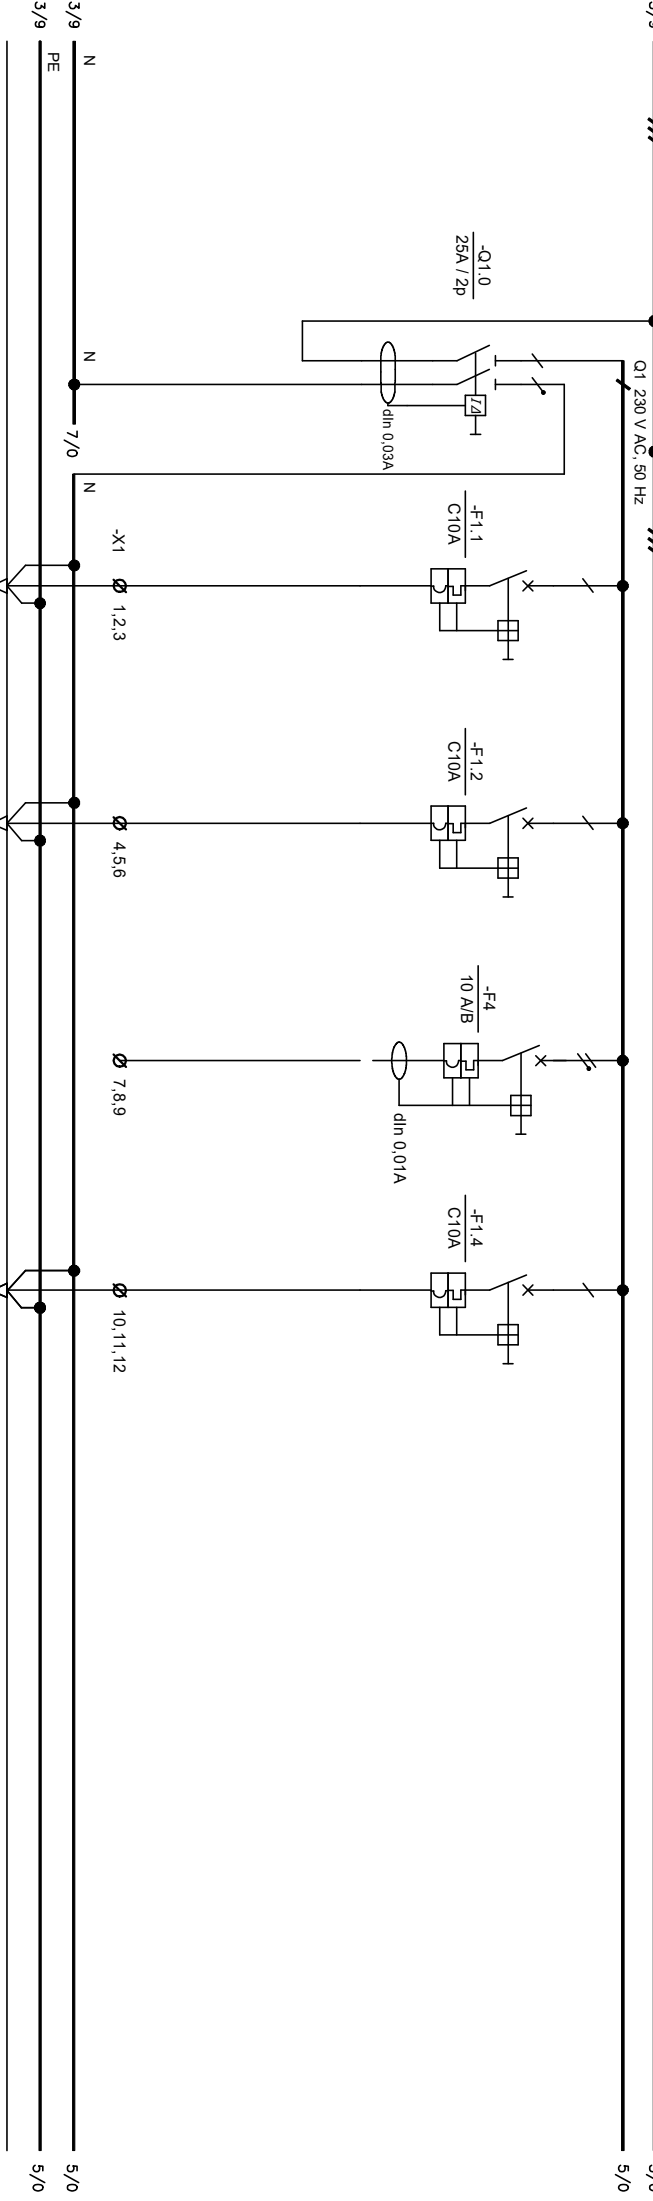 Q1 230 V AC, 50 Hz
5/0
-Q1.0
25A / 2p
I∆
dIn 0,03A
-F1.1
C10A
-F1.2
C10A
-F4
10 A/B
dIn 0,01A
-F1.4
C10A
-X1
1,2,3
4,5,6
7,8,9
10,11,12
N
N
N
3/9
7/0
5/0
PE
3/9
5/0